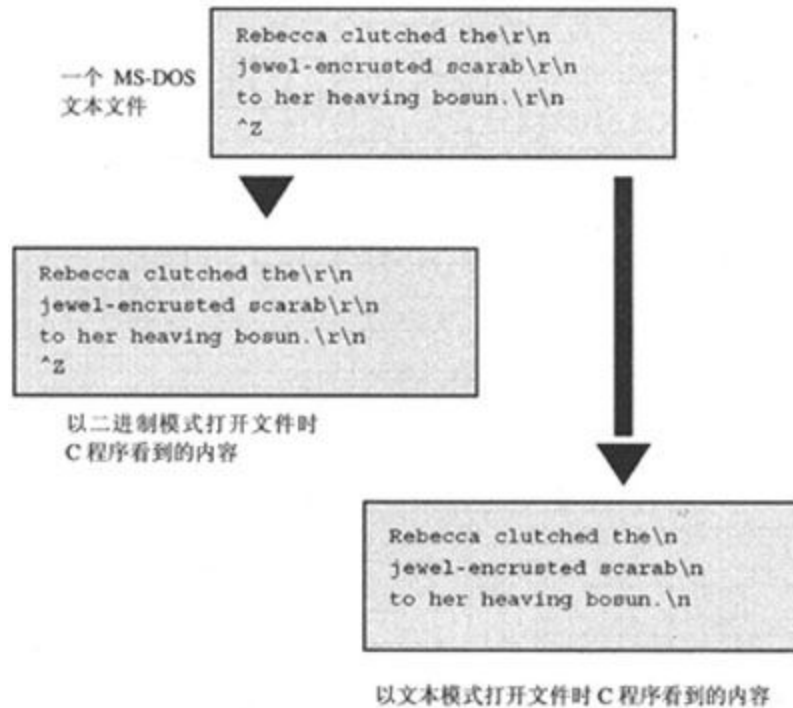 一个 MS-DOS
文本文件
Rebecca clutched the\r\n
jewel-encrusted scarab\r\n
to her heaving bosun.\r\n
^Z
Rebecca clutched the\r\n
jewel-encrusted scarab\r\n
to her heaving bosun.\r\n
^Z
以二进制模式打开文件时
C 程序看到的内容
Rebecca clutched the\n
jewel-encrusted scarab\n
to her heaving bosun.\n
以文本模式打开文件时 C 程序看到的内容